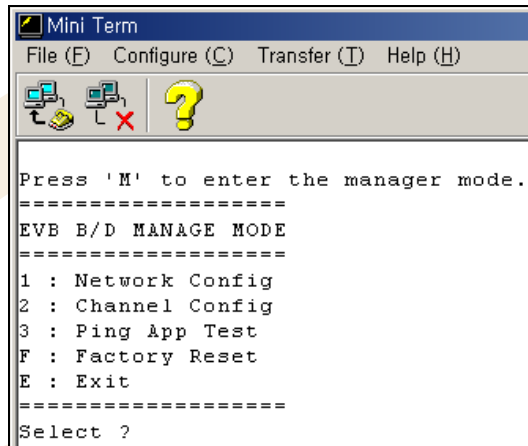 Mini Term
File (F) Configure (C) Transfer (T) Help (H)
Press 'M' to enter the manager mode.
===================
EVB B/D MANAGE MODE
===================
1 : Network Config
2 : Channel Config
3 : Ping App Test
F : Factory Reset
E : Exit
===================
Select ?